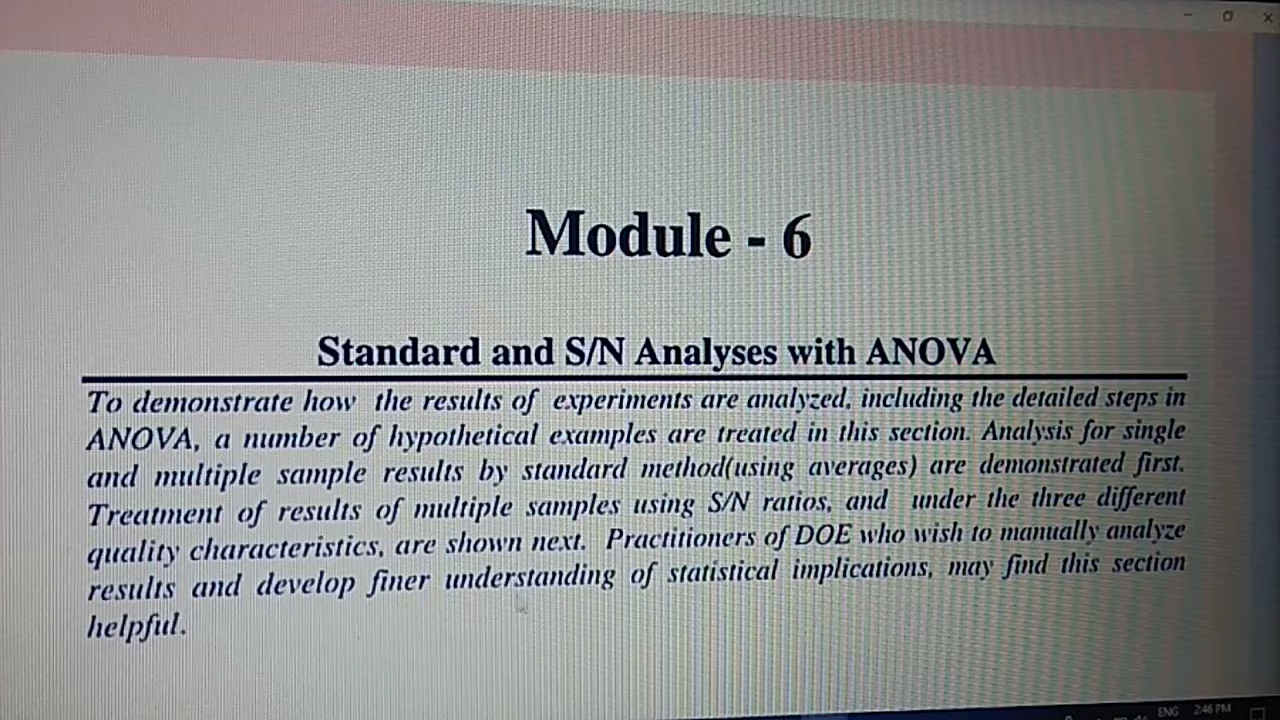 Module - 6
Standard and S/N Analyses with ANOVA
To demonstrate how the results of experiments are analyzed, including the detailed steps in
ANOVA, a number of hypothetical examples are treated in this section. Analysis for single
and multiple sample results by standard method(using averages) are demonstrated first.
Treatment of results of multiple samples using S/N ratios, and under the three different
quality characteristics, are shown next. Practitioners of DOE who wish to manually analyze
results and develop finer understanding of statistical implications, may find this section
helpful.
ENG 2:46 PM